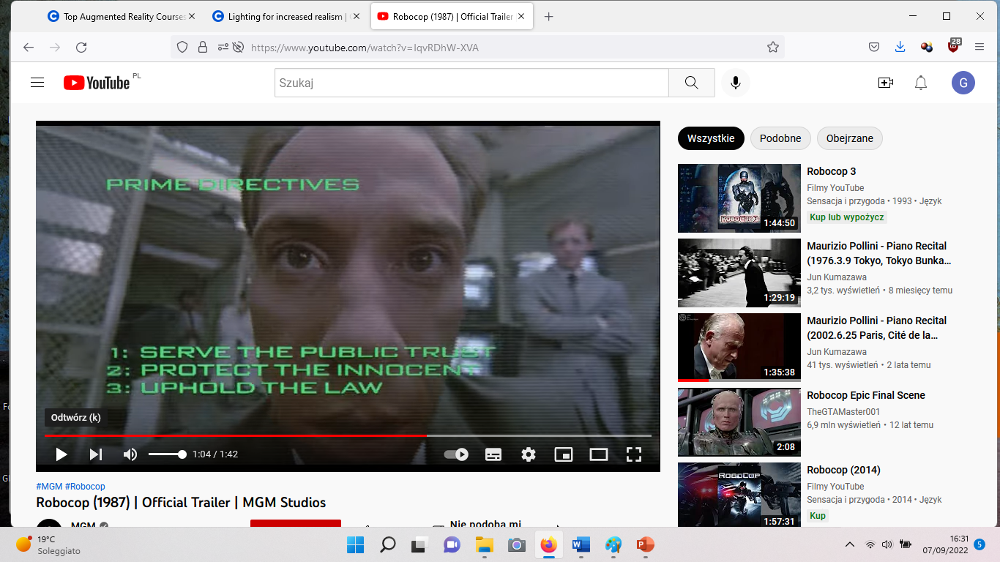 Top Augmented Reality Courses
Lighting for increased realism |
Robocop (1987) | Official Trailer
https://www.youtube.com/watch?v=IqvRDhW-XVA
28
YouTube PL
Szukaj
G
PRIME DIRECTIVES
1: SERVE THE PUBLIC TRUST
2: PROTECT THE INNOCENT
3: UPHOLD THE LAW
Odtwórz (k)
1:04 / 1:42
#MGM #Robocop
Robocop (1987) | Official Trailer | MGM Studios
MGM
Nie podoba mi
Wszystkie
Podobne
Obejrzane
ROBOCOP 3
1:44:50
Robocop 3
Filmy YouTube
Sensacja i przygoda • 1993 • Język
Kup lub wypożycz
1:29:19
Maurizio Pollini - Piano Recital
(1976.3.9 Tokyo, Tokyo Bunka...
Jun Kumazawa
3,2 tys. wyświetleń • 8 miesięcy temu
1:35:38
Maurizio Pollini - Piano Recital
(2002.6.25 Paris, Cité de la...
Jun Kumazawa
41 tys. wyświetleń • 2 lata temu
2:08
Robocop Epic Final Scene
TheGTAMaster001
6,9 mln wyświetleń • 12 lat temu
ROBOCOP
1:57:31
Robocop (2014)
Filmy YouTube
Sensacja i przygoda • 2014 • Język
Kup
19°C
Soleggiato
16:31
07/09/2022
5